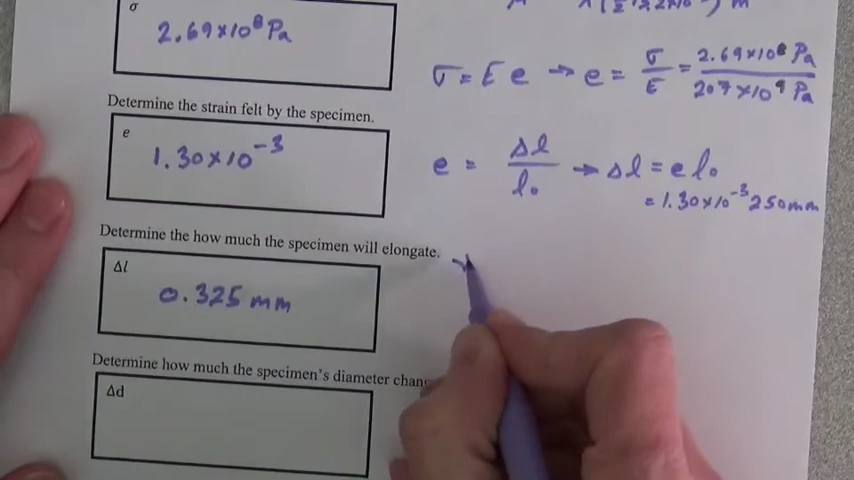 σ
2.69×10⁸ Pa
σ = E e → e = σ/E = 2.69×10⁸ Pa / 207×10⁹ Pa
Determine the strain felt by the specimen.
e
1.30×10⁻³
e = Δl/l₀ → Δl = e l₀
= 1.30×10⁻³ 250mm
Determine the how much the specimen will elongate.
Δl
0.325 mm
Determine how much the specimen's diameter
Δd